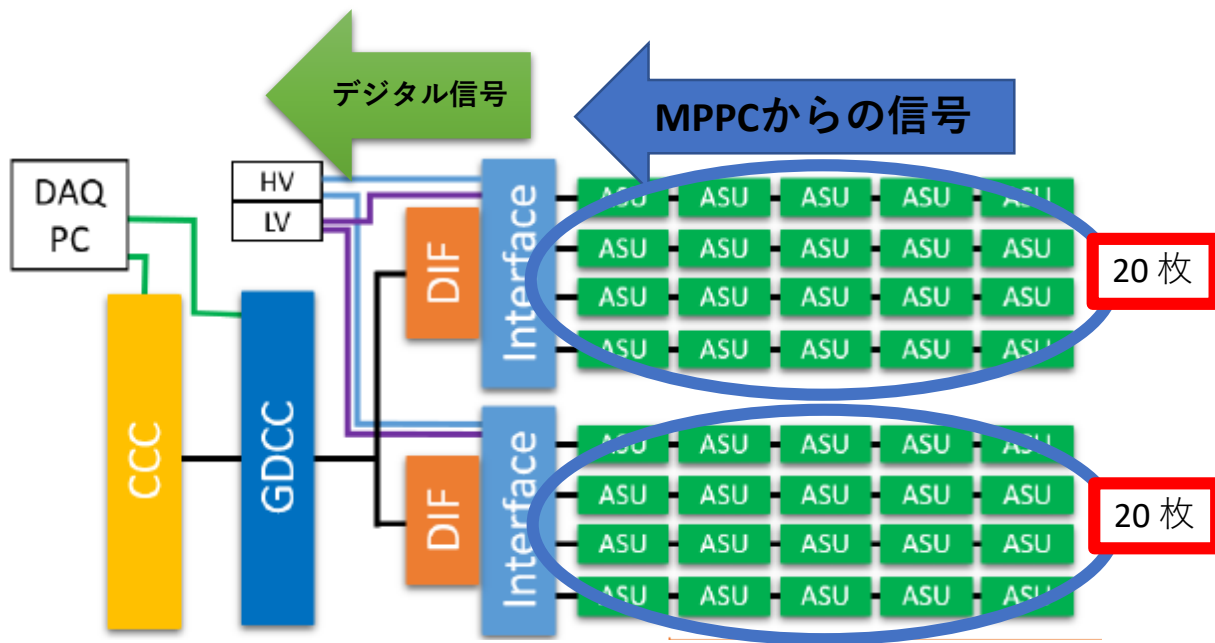 デジタル信号
MPPCからの信号
DAQ
PC
HV
LV
CCC
GDCC
DIF
Interface
ASU ASU ASU ASU ASU
ASU ASU ASU ASU ASU
ASU ASU ASU ASU ASU
ASU ASU ASU ASU ASU
20 枚
DIF
Interface
ASU ASU ASU ASU ASU
ASU ASU ASU ASU ASU
ASU ASU ASU ASU ASU
ASU ASU ASU ASU ASU
20 枚